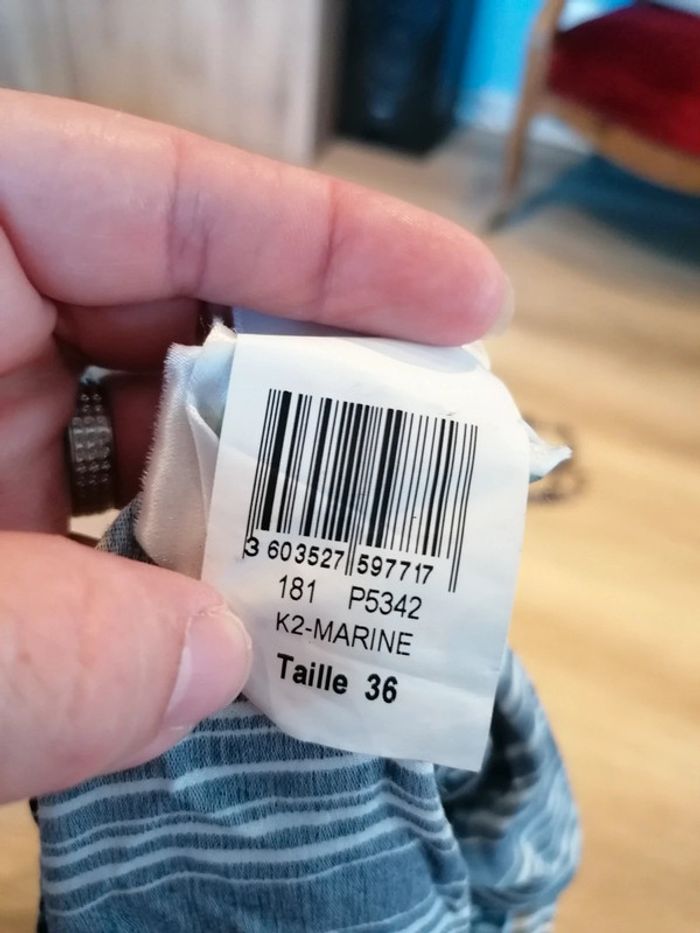 3 603527 597717
181 P5342
K2-MARINE
Taille 36